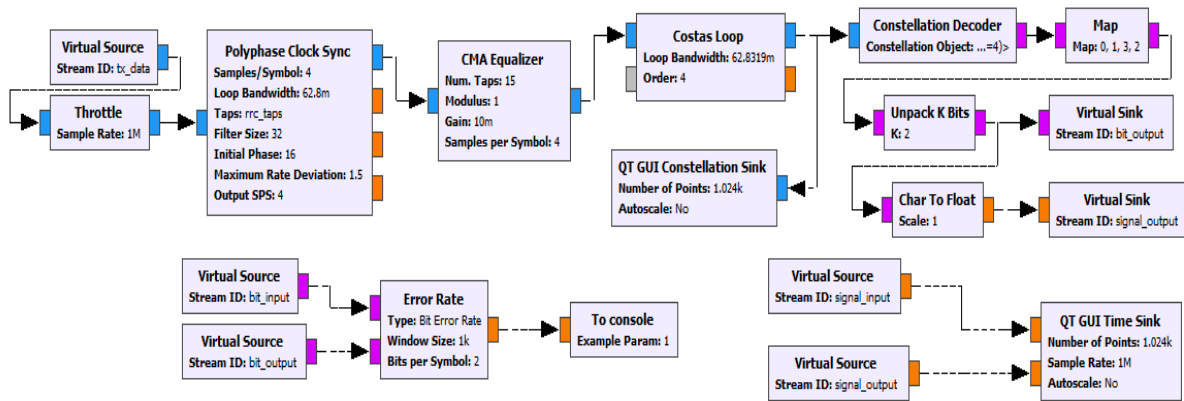 Virtual Source
Stream ID: tx_data
Throttle
Sample Rate: 1M
Polyphase Clock Sync
Samples/Symbol: 4
Loop Bandwidth: 62.8m
Taps: rrc_taps
Filter Size: 32
Initial Phase: 16
Maximum Rate Deviation: 1.5
Output SPS: 4
CMA Equalizer
Num. Taps: 15
Modulus: 1
Gain: 10m
Samples per Symbol: 4
Costas Loop
Loop Bandwidth: 62.8319m
Order: 4
QT GUI Constellation Sink
Number of Points: 1.024k
Autoscale: No
Constellation Decoder
Constellation Object: ...=4)>
Map
Map: 0, 1, 3, 2
Unpack K Bits
K: 2
Virtual Sink
Stream ID: bit_output
Char To Float
Scale: 1
Virtual Sink
Stream ID: signal_output
Virtual Source
Stream ID: bit_input
Virtual Source
Stream ID: bit_output
Error Rate
Type: Bit Error Rate
Window Size: 1k
Bits per Symbol: 2
To console
Example Param: 1
Virtual Source
Stream ID: signal_input
Virtual Source
Stream ID: signal_output
QT GUI Time Sink
Number of Points: 1.024k
Sample Rate: 1M
Autoscale: No